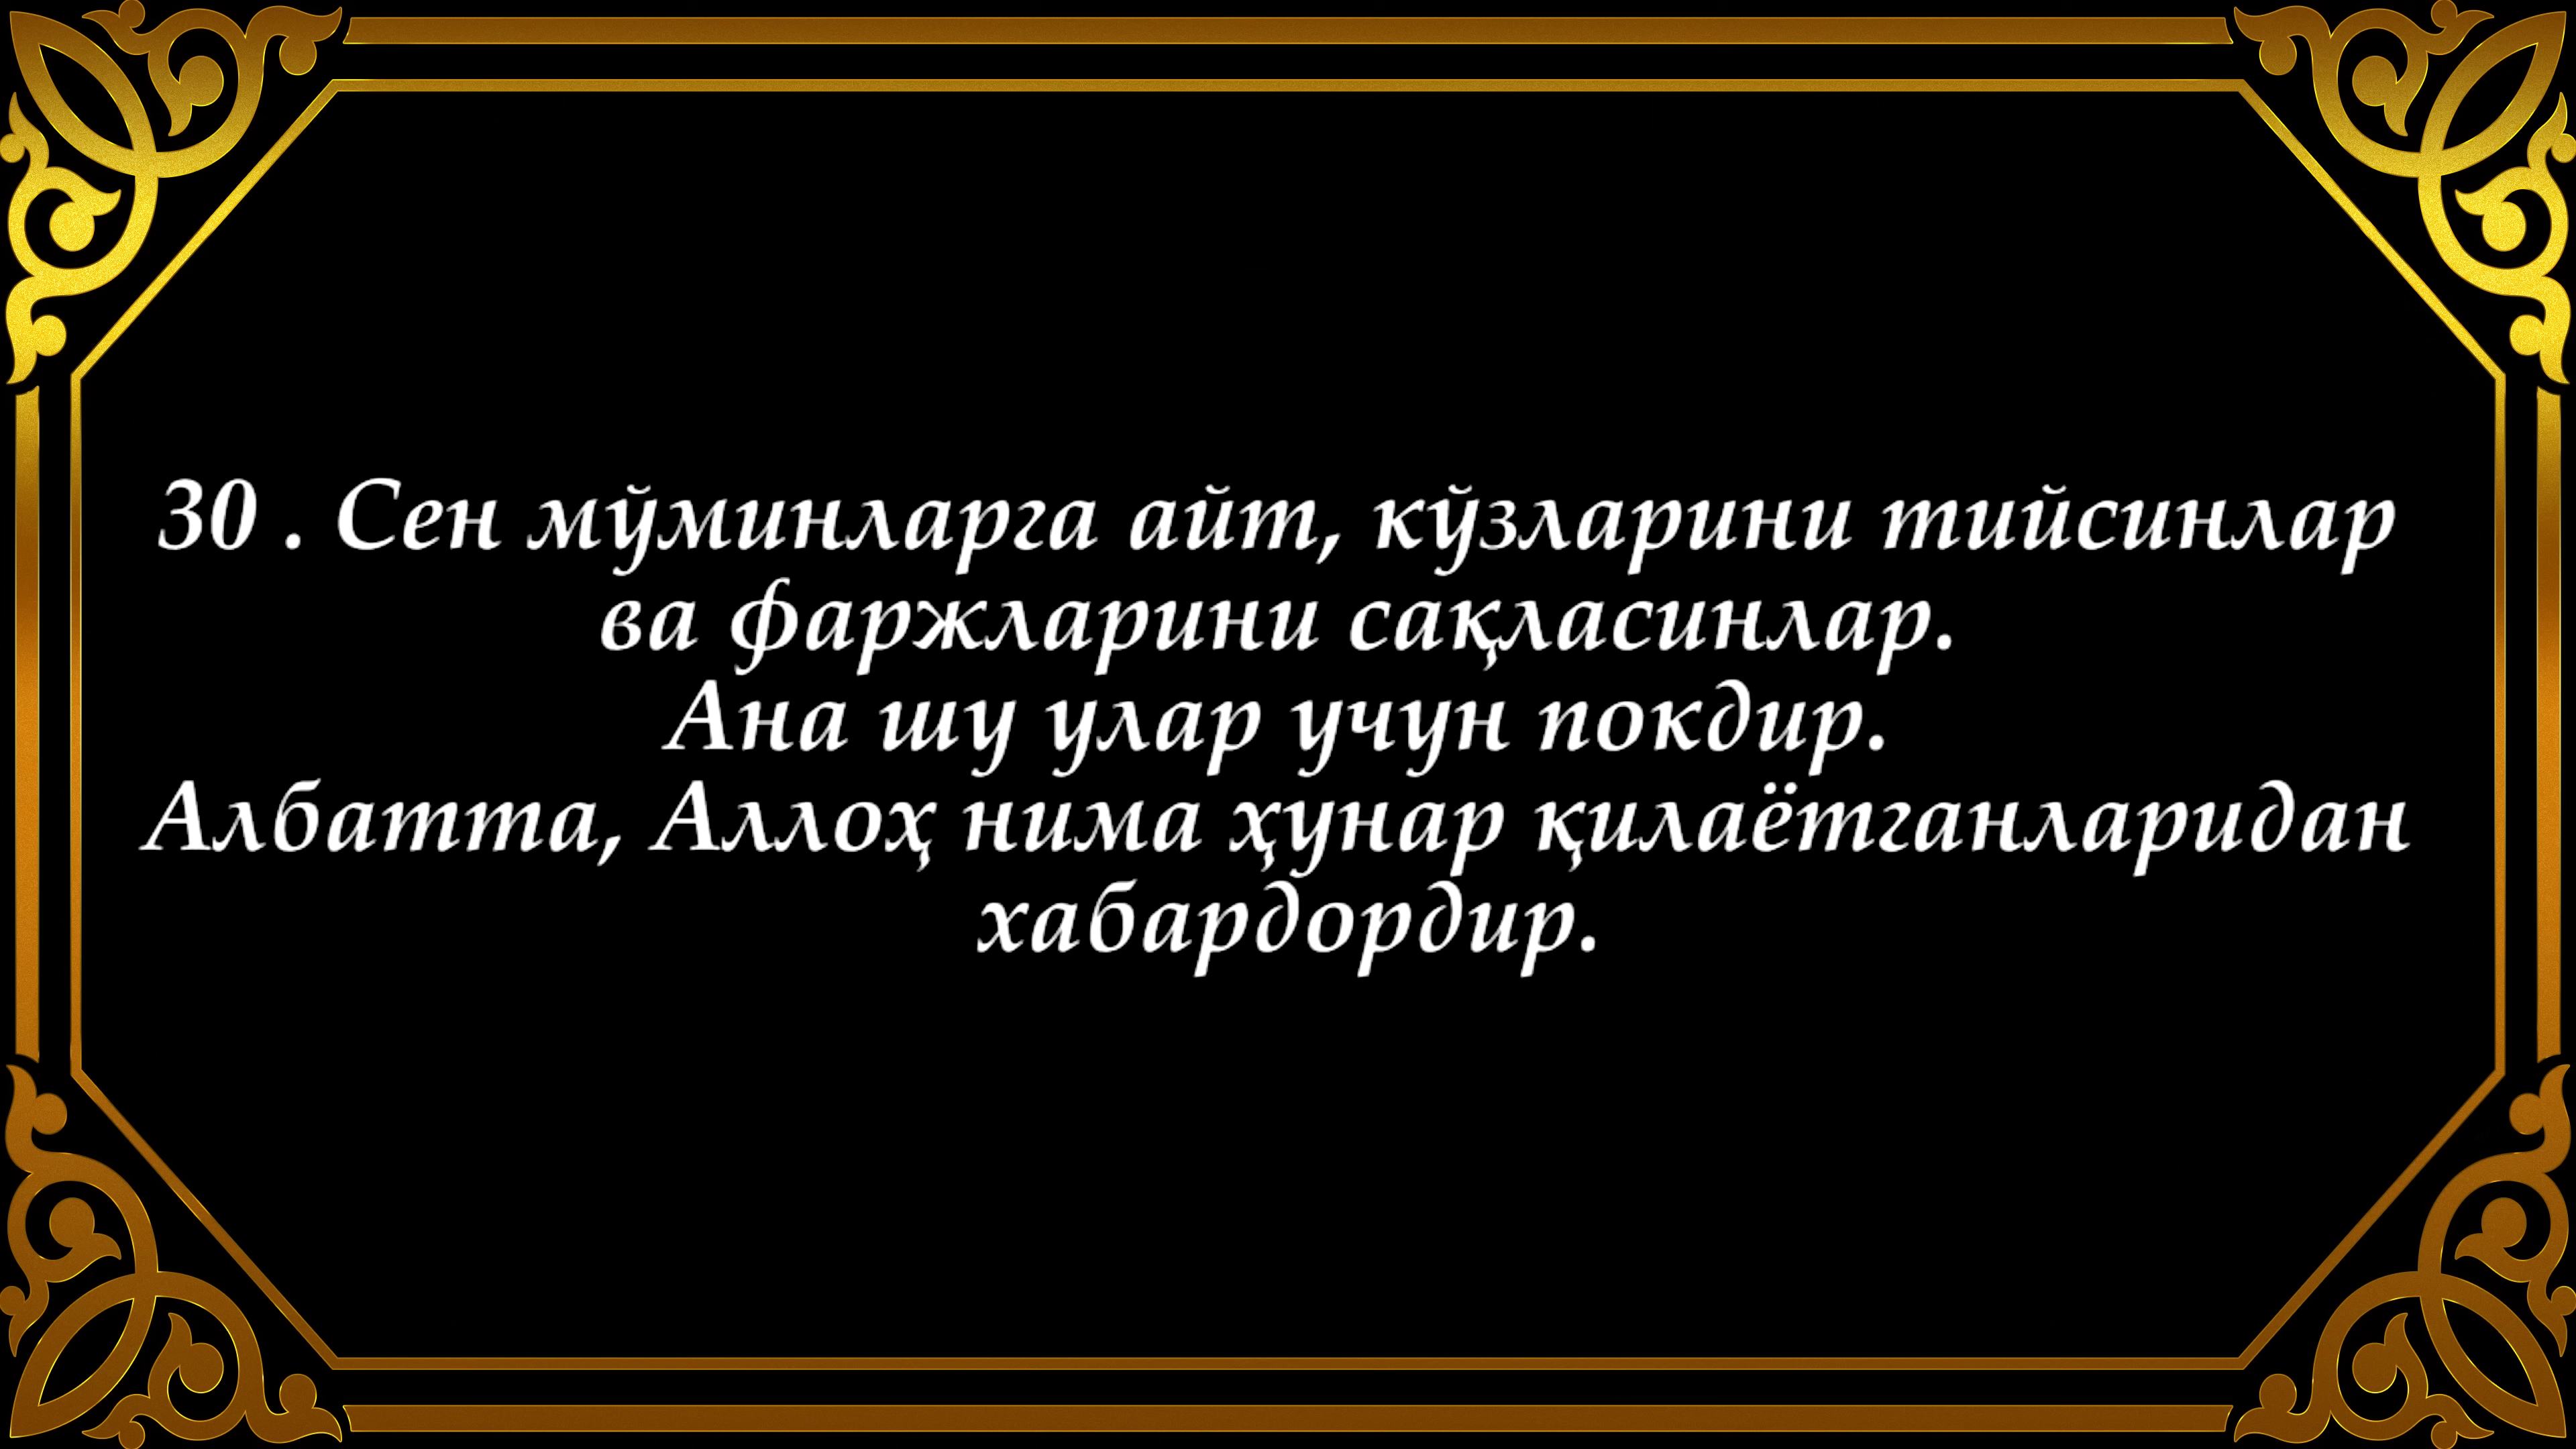 30 . Сен мўминларга айт, кўзларини тийсинлар
ва фаржларини сақласинлар.
Ана шу улар учун покдир.
Албатта, Аллоҳ нима ҳунар қилаётганларидан
хабардордир.